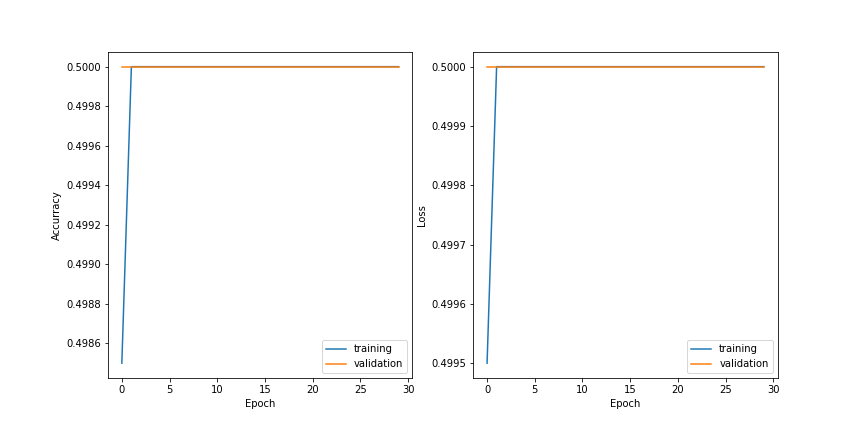 0.5000
0.4998
0.4996
0.4994
0.4992
0.4990
0.4988
0.4986
Accurracy
0 5 10 15 20 25 30
Epoch
training
validation
0.5000
0.4999
0.4998
0.4997
0.4996
0.4995
Loss
0 5 10 15 20 25 30
Epoch
training
validation